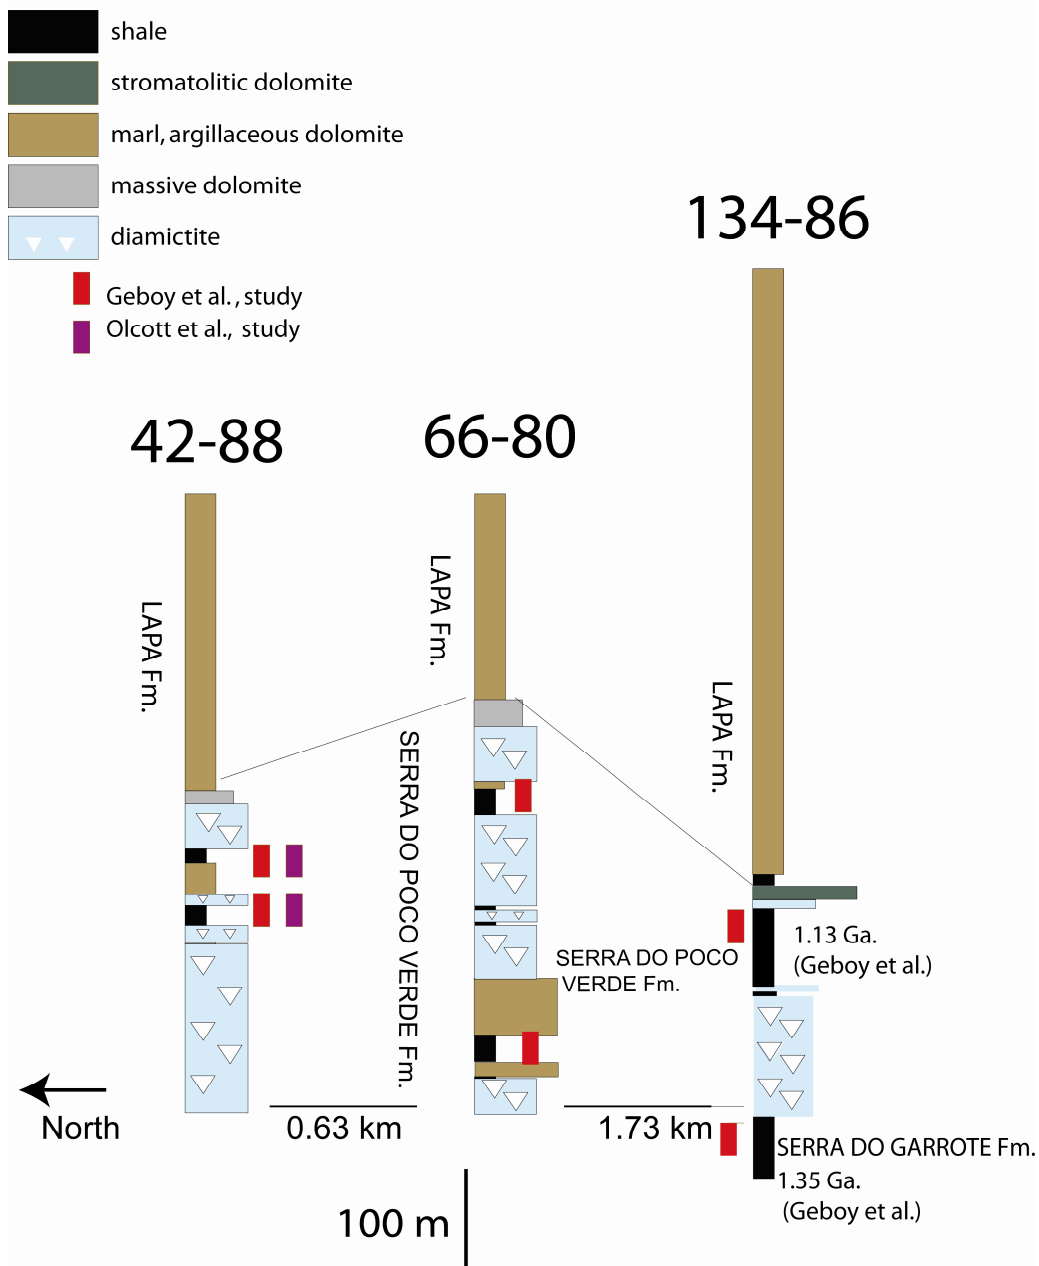 shale
stromatolitic dolomite
marl, argillaceous dolomite
massive dolomite
diamictite
Geboy et al., study
Olcott et al., study
134-86
42-88
66-80
LAPA Fm.
LAPA Fm.
LAPA Fm.
SERRA DO POCO VERDE Fm.
SERRA DO POCO
VERDE Fm.
1.13 Ga.
(Geboy et al.)
North
0.63 km
1.73 km
SERRA DO GARROTE Fm.
1.35 Ga.
(Geboy et al.)
100 m